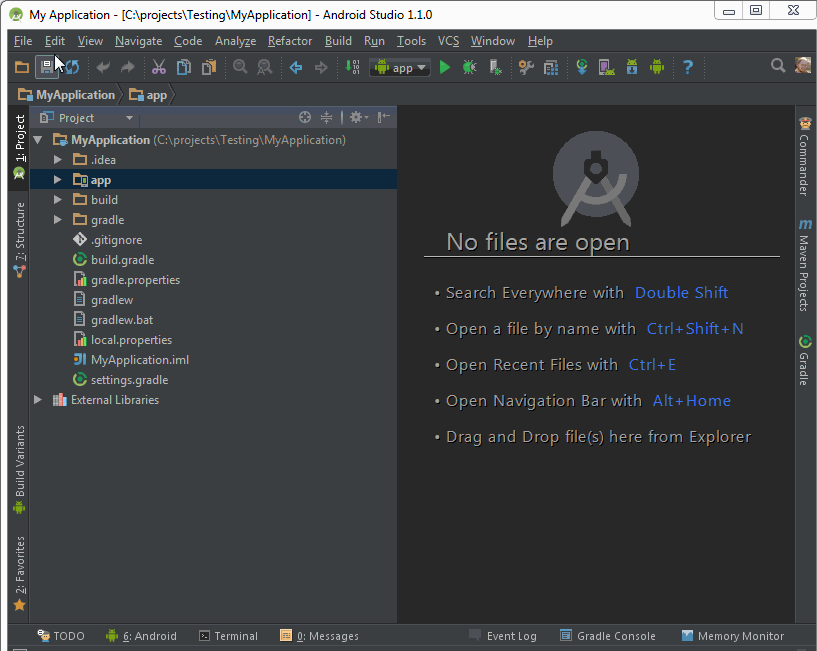 My Application - [C:\projects\Testing\MyApplication] - Android Studio 1.1.0
File Edit View Navigate Code Analyze Refactor Build Run Tools VCS Window Help
app
MyApplication app
1: Project
7: Structure
Build Variants
2: Favorites
Project
MyApplication (C:\projects\Testing\MyApplication)
.idea
app
build
gradle
.gitignore
build.gradle
gradle.properties
gradlew
gradlew.bat
local.properties
MyApplication.iml
settings.gradle
External Libraries
No files are open
• Search Everywhere with Double Shift
• Open a file by name with Ctrl+Shift+N
• Open Recent Files with Ctrl+E
• Open Navigation Bar with Alt+Home
• Drag and Drop file(s) here from Explorer
Commander
m Maven Projects
Gradle
TODO 6: Android Terminal 0: Messages Event Log Gradle Console Memory Monitor